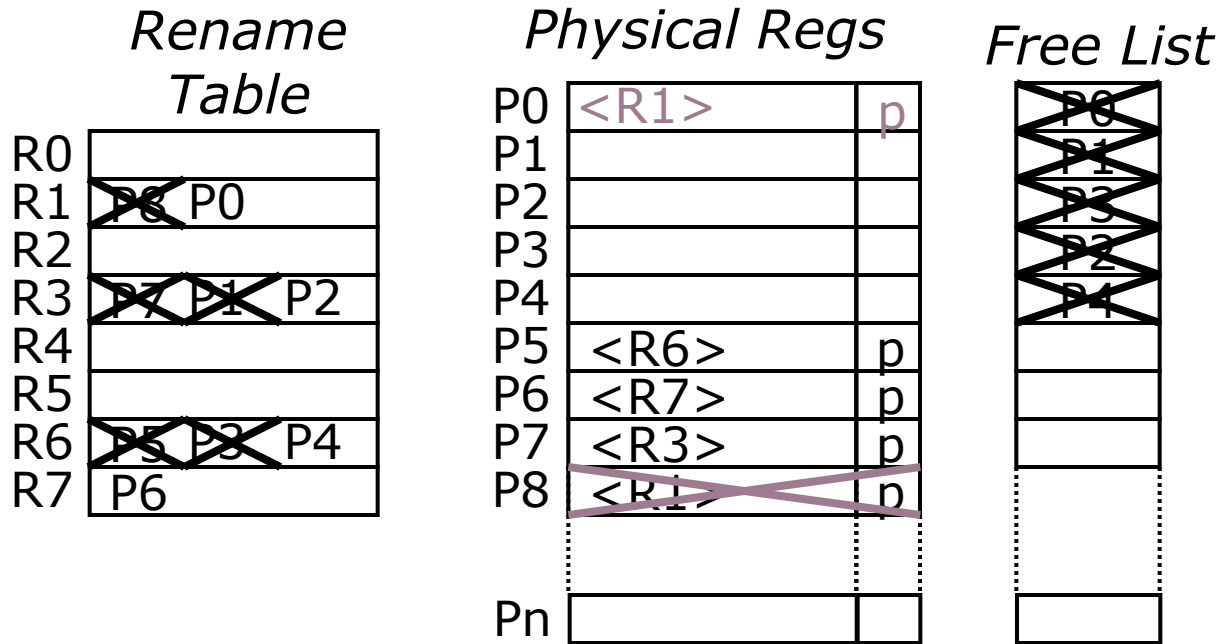 Rename
Table
R0
R1 P8 P0
R2
R3 P7 P1 P2
R4
R5
R6 P5 P3 P4
R7 P6
Physical Regs
P0 <R1> p
P1
P2
P3
P4
P5 <R6> p
P6 <R7> p
P7 <R3> p
P8 <R1> p
Pn
Free List
P0
P1
P3
P2
P4